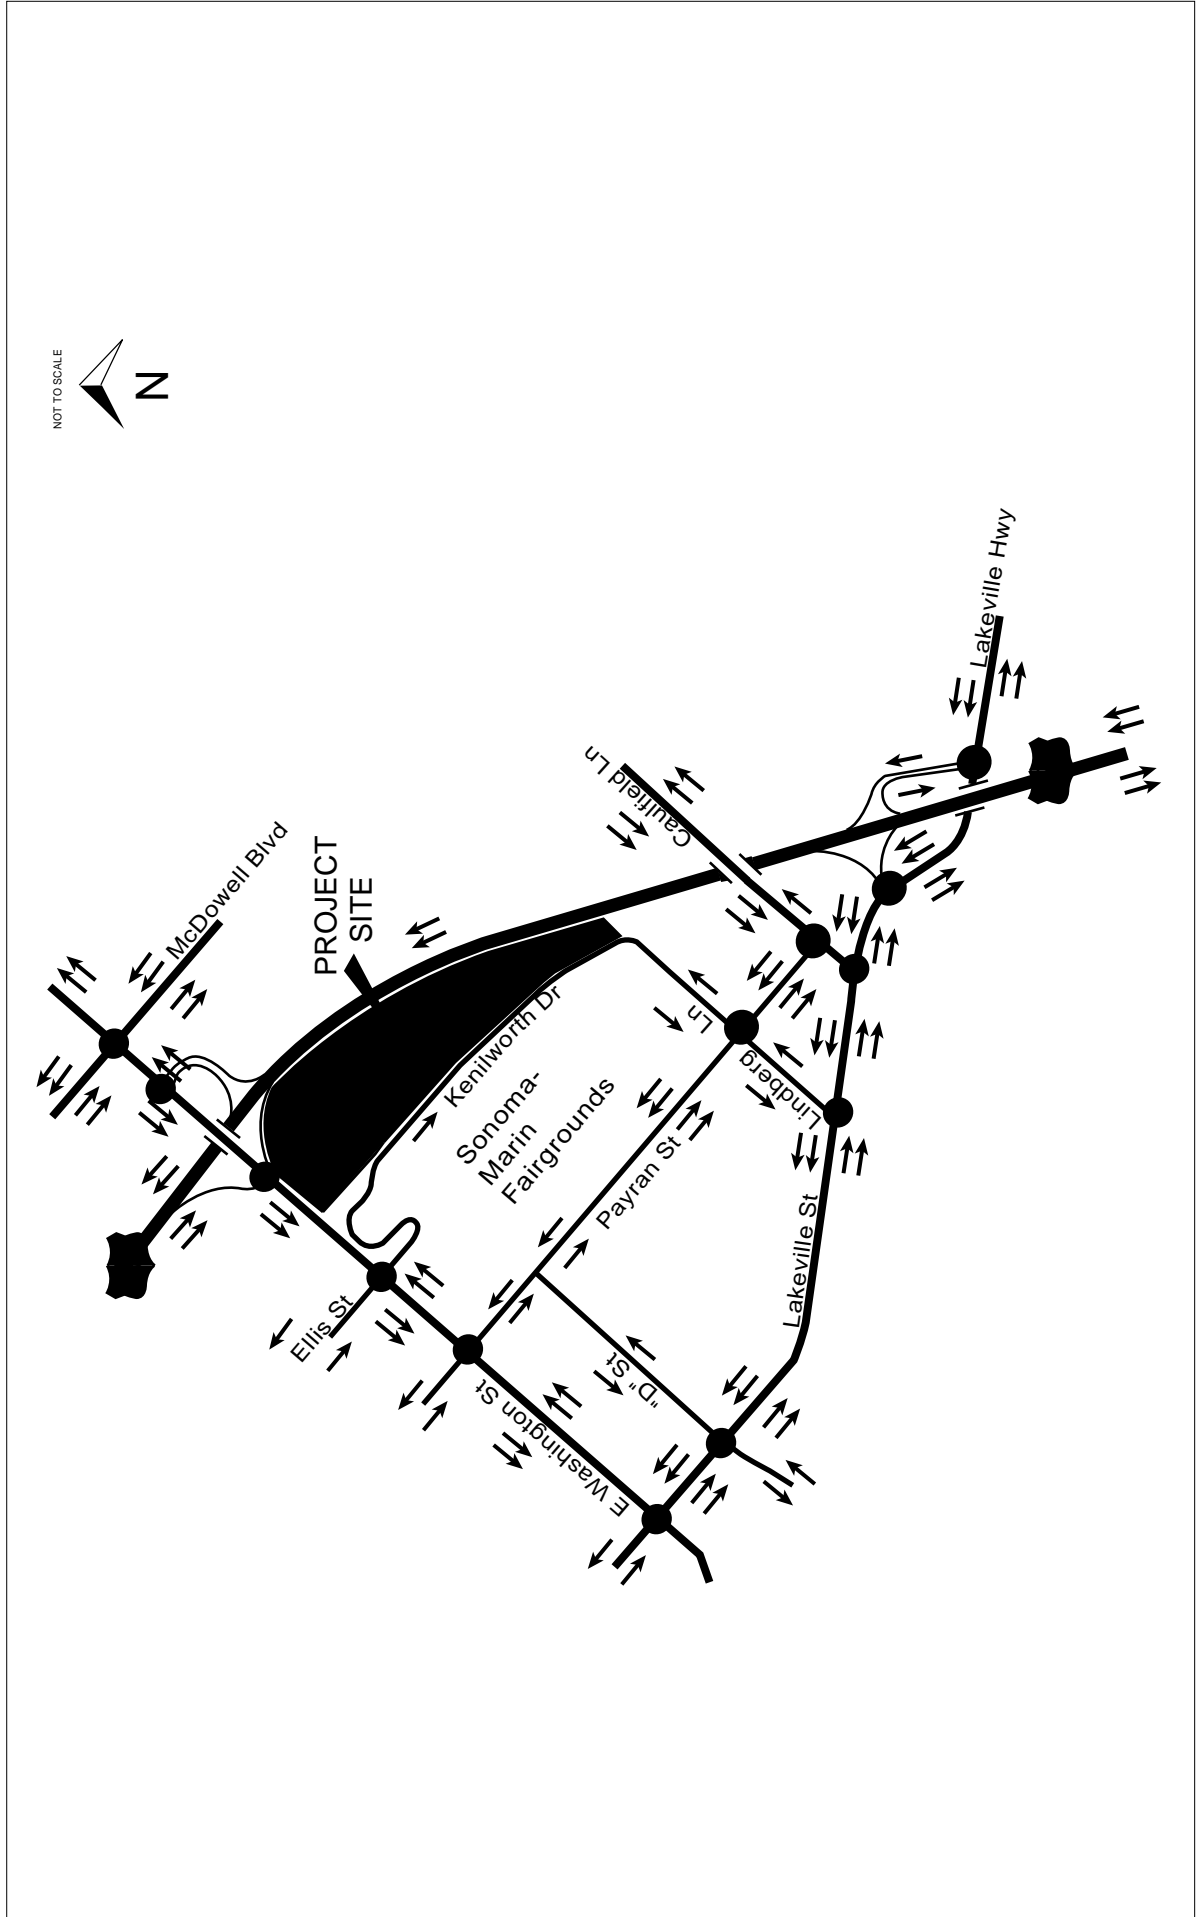 NOT TO SCALE
N
Lakeville Hwy
Caulfield Ln
McDowell Blvd
PROJECT
SITE
Kenilworth Dr
Sonoma-
Marin
Fairgrounds
Lindberg Ln
Payran St
Lakeville St
Ellis St
"D" St
E Washington St